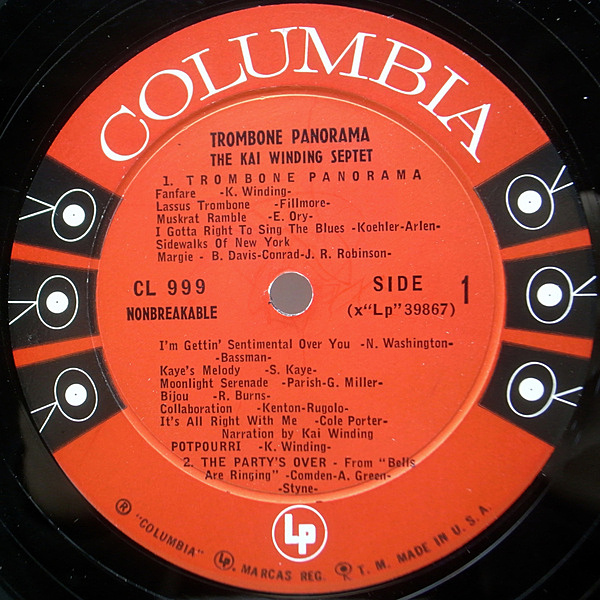 COLUMBIA
TROMBONE PANORAMA
THE KAI WINDING SEPTET
1. TROMBONE PANORAMA
Fanfare -K. Winding-
Lassus Trombone -Fillmore-
Muskrat Ramble -E. Ory-
I Gotta Right To Sing The Blues -Koehler-Arlen-
Sidewalks Of New York
Margie - B. Davis-Conrad-J. R. Robinson-
CL 999
NONBREAKABLE
SIDE 1
(x“Lp”39867)
I'm Gettin' Sentimental Over You -N. Washington-
-Bassman-
Kaye's Melody -S. Kaye-
Moonlight Serenade -Parish-G. Miller-
Bijou -R. Burns-
Collaboration -Kenton-Rugolo-
It's All Right With Me -Cole Porter-
Narration by Kai Winding
POTPOURRI -K. Winding-
2. THE PARTY'S OVER - From “Bells
Are Ringing” -Comden-A. Green-
-Styne-
Lp
® "COLUMBIA" Lp. MARCAS REG. T. M. MADE IN U. S. A.